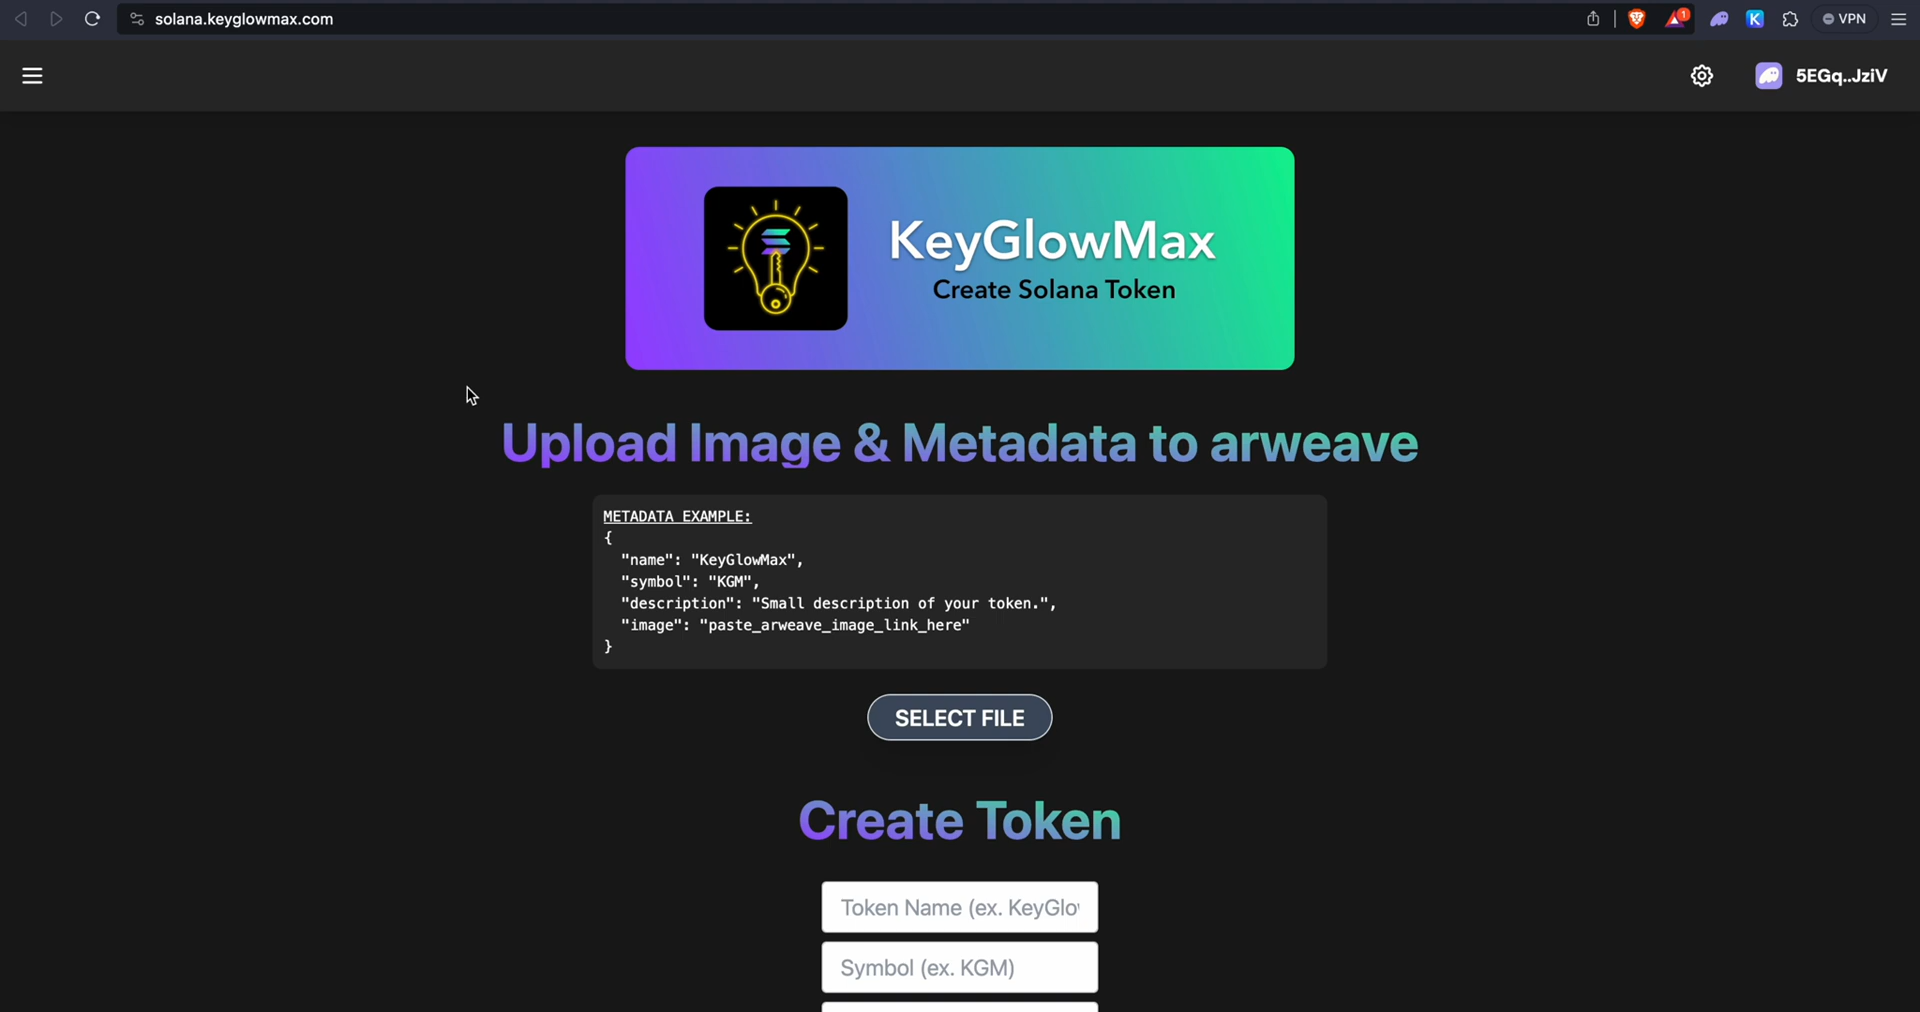 solana.keyglowmax.com
1
K
VPN
5EGq..JziV
KeyGlowMax
Create Solana Token
Upload Image & Metadata to arweave
METADATA EXAMPLE:
{
"name": "KeyGlowMax",
"symbol": "KGM",
"description": "Small description of your token.",
"image": "paste_arweave_image_link_here"
}
SELECT FILE
Create Token
Token Name (ex. KeyGlo
Symbol (ex. KGM)